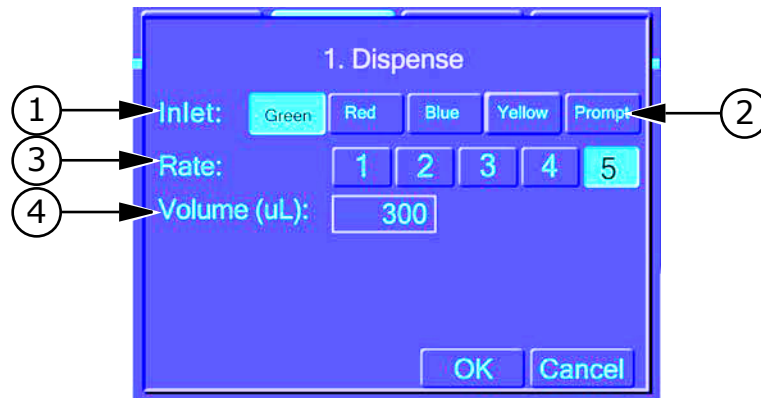 1. Dispense
1 Inlet: Green Red Blue Yellow Prompt 2
3 Rate: 1 2 3 4 5
4 Volume (uL): 300
OK Cancel